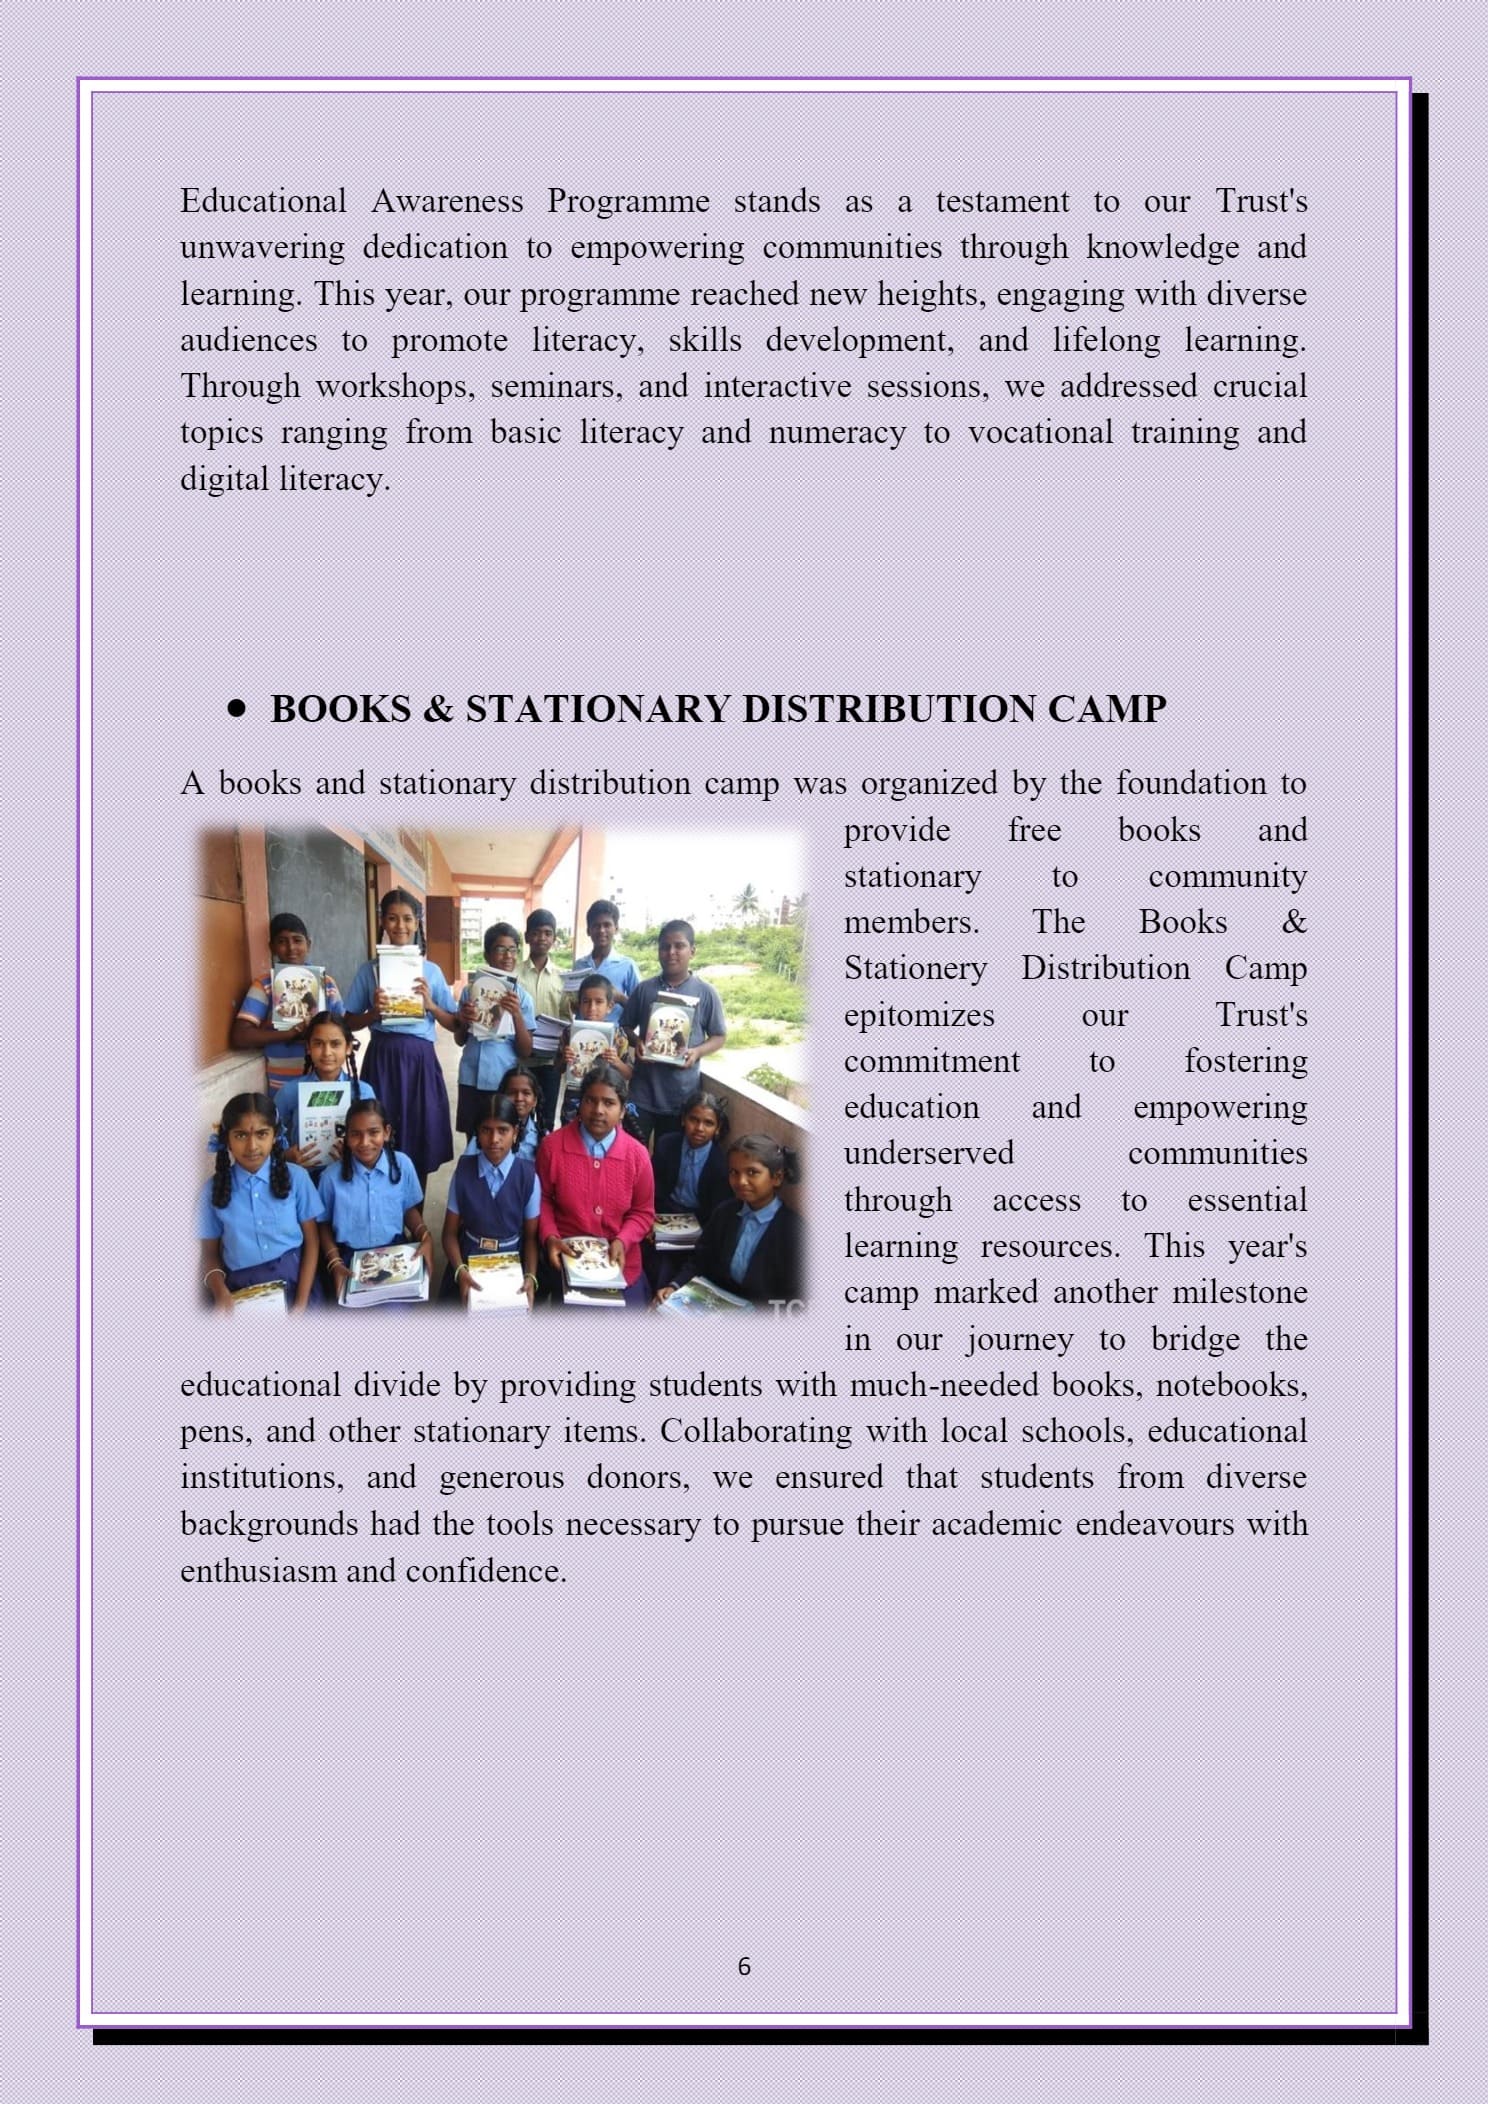 Educational Awareness Programme stands as a testament to our Trust's
unwavering dedication to empowering communities through knowledge and
learning. This year, our programme reached new heights, engaging with diverse
audiences to promote literacy, skills development, and lifelong learning.
Through workshops, seminars, and interactive sessions, we addressed crucial
topics ranging from basic literacy and numeracy to vocational training and
digital literacy.
• BOOKS & STATIONARY DISTRIBUTION CAMP
A books and stationary distribution camp was organized by the foundation to
provide free books and
stationary to community
members. The Books &
Stationery Distribution Camp
epitomizes our Trust's
commitment to fostering
education and empowering
underserved communities
through access to essential
learning resources. This year's
camp marked another milestone
in our journey to bridge the
educational divide by providing students with much-needed books, notebooks,
pens, and other stationary items. Collaborating with local schools, educational
institutions, and generous donors, we ensured that students from diverse
backgrounds had the tools necessary to pursue their academic endeavours with
enthusiasm and confidence.
6